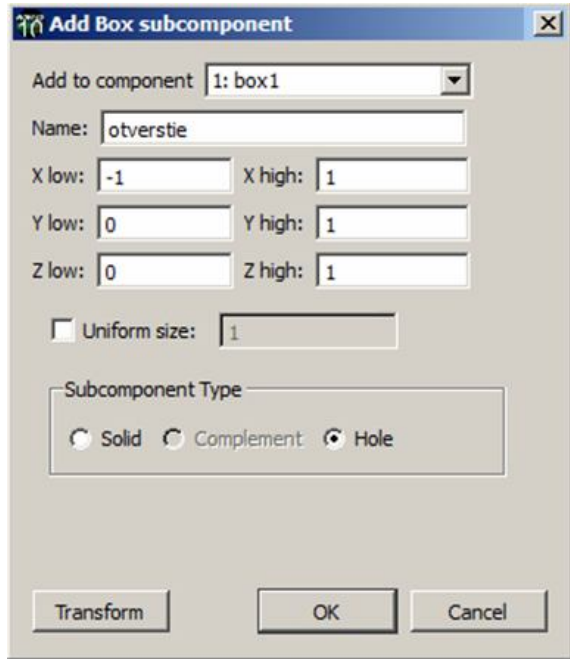 Add Box subcomponent
Add to component 1: box1
Name: otverstie
X low: -1 X high: 1
Y low: 0 Y high: 1
Z low: 0 Z high: 1
Uniform size: 1
Subcomponent Type
Solid Complement Hole
Transform OK Cancel